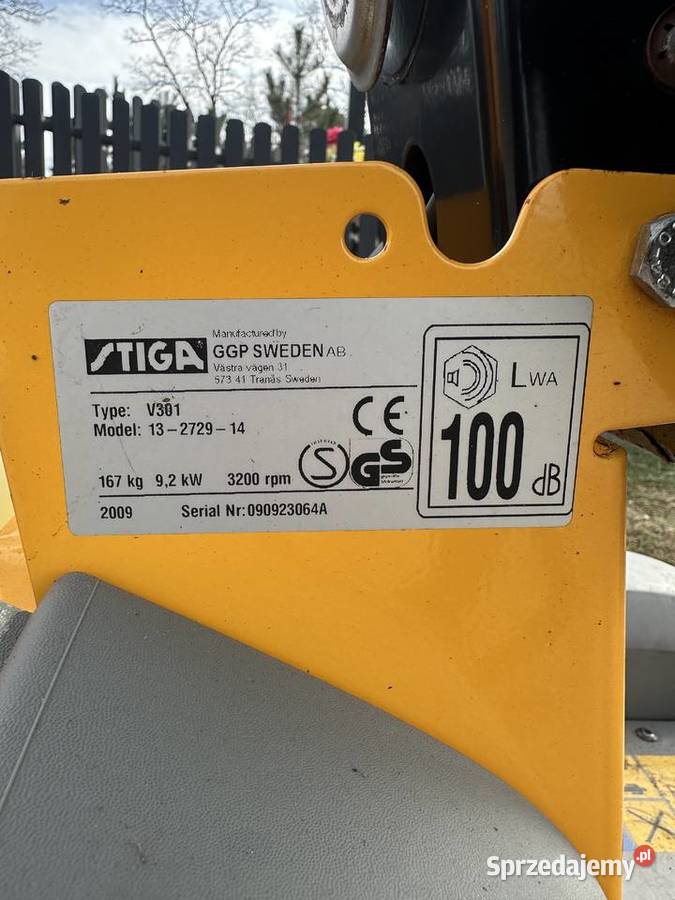 STIGA
Manufactured by
GGP SWEDEN AB.
Västra vägen 31
573 41 Tranås Sweden
Type: V301
Model: 13-2729-14
167 kg 9,2 kW 3200 rpm
2009 Serial Nr:090923064A
CE
S
GS
LWA
100 dB
Sprzedajemy.pl